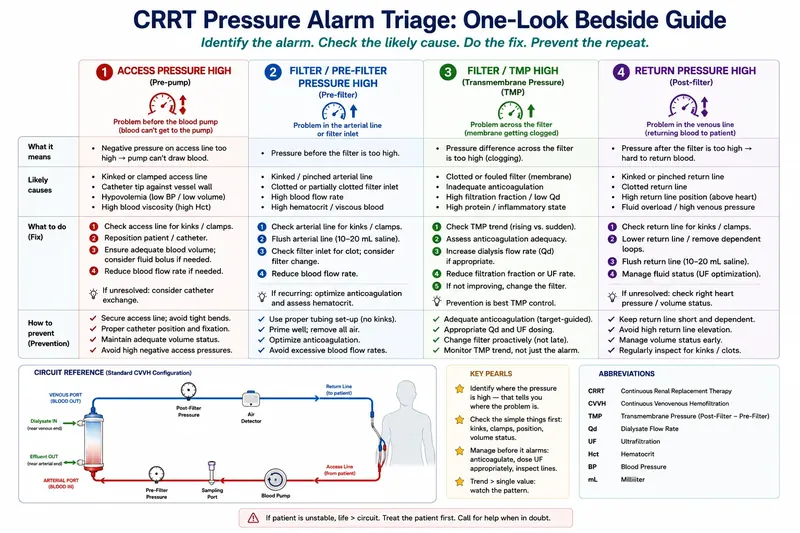 CRRT Pressure Alarm Triage: One-Look Bedside Guide
Identify the alarm. Check the likely cause. Do the fix. Prevent the repeat.
1 ACCESS PRESSURE HIGH
(Pre-pump)
Problem before the blood pump
(blood can't get to the pump)
2 FILTER / PRE-FILTER
PRESSURE HIGH
(Pre-filter)
Problem in the arterial line
or filter inlet
3 FILTER / TMP HIGH
(Transmembrane Pressure)
(TMP)
Problem across the filter
(membrane getting clogged)
4 RETURN PRESSURE HIGH
(Post-filter)
Problem in the venous line
(returning blood to patient)
What it
means
• Negative pressure on access line too
high → pump can't draw blood.
• Pressure before the filter is too high.
• Pressure difference across the filter
is too high (clogging).
• Pressure after the filter is too high →
hard to return blood.
Likely
causes
• Kinked or clamped access line
• Catheter tip against vessel wall
• Hypovolemia (low BP / low volume)
• High blood viscosity (high Hct)
• Kinked / pinched arterial line
• Clotted or partially clotted filter inlet
• High blood flow rate
• High hematocrit / viscous blood
• Clotted or fouled filter (membrane)
• Inadequate anticoagulation
• High filtration fraction / low Qd
• High protein / inflammatory state
• Kinked or pinched return line
• Clotted return line
• High return line position (above heart)
• Fluid overload / high venous pressure
What to do
(Fix)
1 Check access line for kinks / clamps.
2 Reposition patient / catheter.
3 Ensure adequate blood volume;
consider fluid bolus if needed.
4 Reduce blood flow rate if needed.
If unresolved: consider catheter
exchange.
1 Check arterial line for kinks / clamps.
2 Flush arterial line (10–20 mL saline).
3 Check filter inlet for clot; consider
filter change.
4 Reduce blood flow rate.
If recurring: optimize anticoagulation
and assess hematocrit.
1 Check TMP trend (rising vs. sudden).
2 Assess anticoagulation adequacy.
3 Increase dialysis flow rate (Qd)
if appropriate.
4 Reduce filtration fraction or UF rate.
5 If not improving, change the filter.
Prevention is best TMP control.
1 Check return line for kinks / clamps.
2 Lower return line / remove dependent
loops.
3 Flush return line (10–20 mL saline).
4 Manage fluid status (UF optimization).
If unresolved: check right heart
pressure / volume status.
How to
prevent
(Prevention)
✓ Secure access line; avoid tight bends.
✓ Proper catheter position and fixation.
✓ Maintain adequate volume status.
✓ Avoid high negative access pressures.
✓ Use proper tubing set-up (no kinks).
✓ Prime well; remove all air.
✓ Optimize anticoagulation.
✓ Avoid excessive blood flow rates.
✓ Adequate anticoagulation (target-guided).
✓ Appropriate Qd and UF dosing.
✓ Change filter proactively (not late).
✓ Monitor TMP trend, not just the alarm.
✓ Keep return line short and dependent.
✓ Avoid high return line elevation.
✓ Manage volume status early.
✓ Regularly inspect for kinks / clots.
CIRCUIT REFERENCE (Standard CVVH Configuration)
VENOUS PORT
(BLOOD OUT)
Dialysate IN
(near venous end)
Effluent OUT
(near arterial end)
ARTERIAL PORT
(BLOOD IN)
Post-Filter
Pressure
Air
Detector
Return Line
(to patient)
Access Line
(from patient)
Pre-Filter
Pressure
Sampling
Port
Blood Pump
KEY PEARLS
Identify where the pressure
is high — that tells you
where the problem is.
Check the simple things first:
kinks, clamps, position,
volume status.
Manage before it alarms:
anticoagulate, dose UF
appropriately, inspect lines.
Trend > single value:
watch the pattern.
ABBREVIATIONS
CRRT Continuous Renal Replacement Therapy
CVVH Continuous Venovenous Hemofiltration
TMP Transmembrane Pressure (Post-Filter – Pre-Filter)
Qd Dialysate Flow Rate
UF Ultrafiltration
Hct Hematocrit
BP Blood Pressure
mL Milliliter
If patient is unstable, life > circuit. Treat the patient first. Call for help when in doubt.